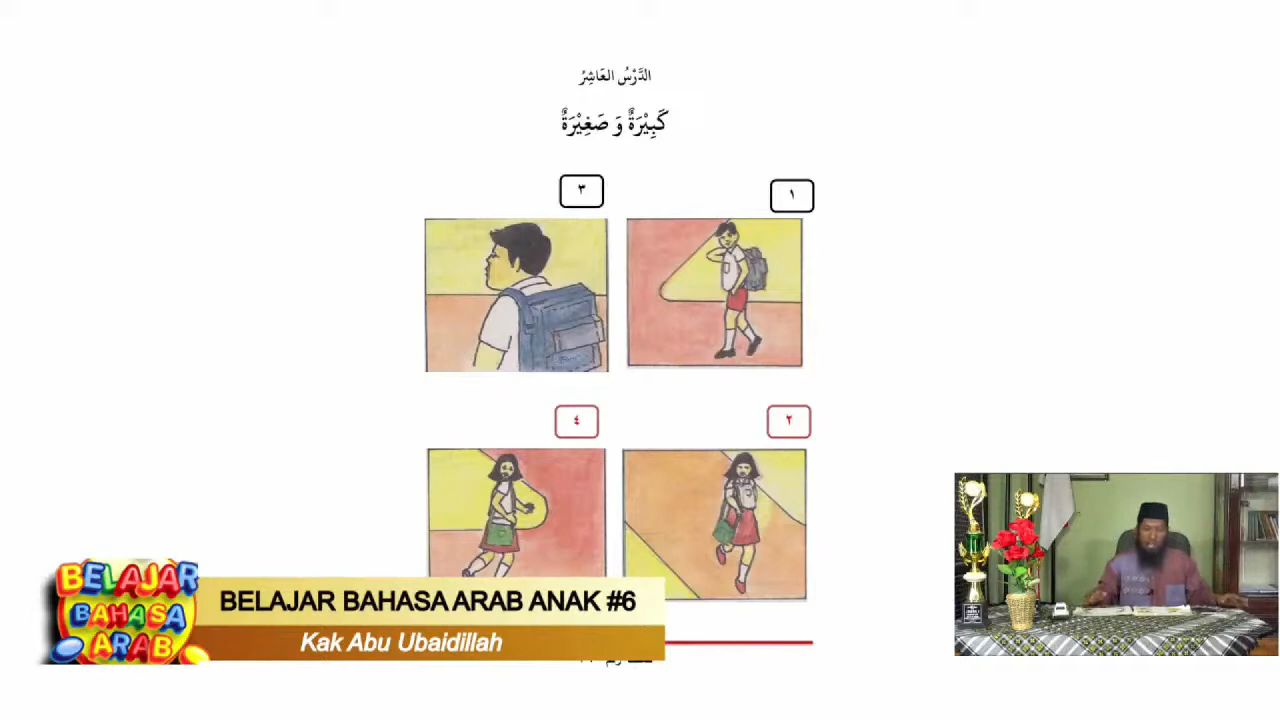 الدَّرْسُ العَاشِرُ
كَبِيْرَةٌ وَ صَغِيْرَةٌ
١
٣
٢
٤
BELAJAR
BAHASA
ARAB
BELAJAR BAHASA ARAB ANAK #6
Kak Abu Ubaidillah